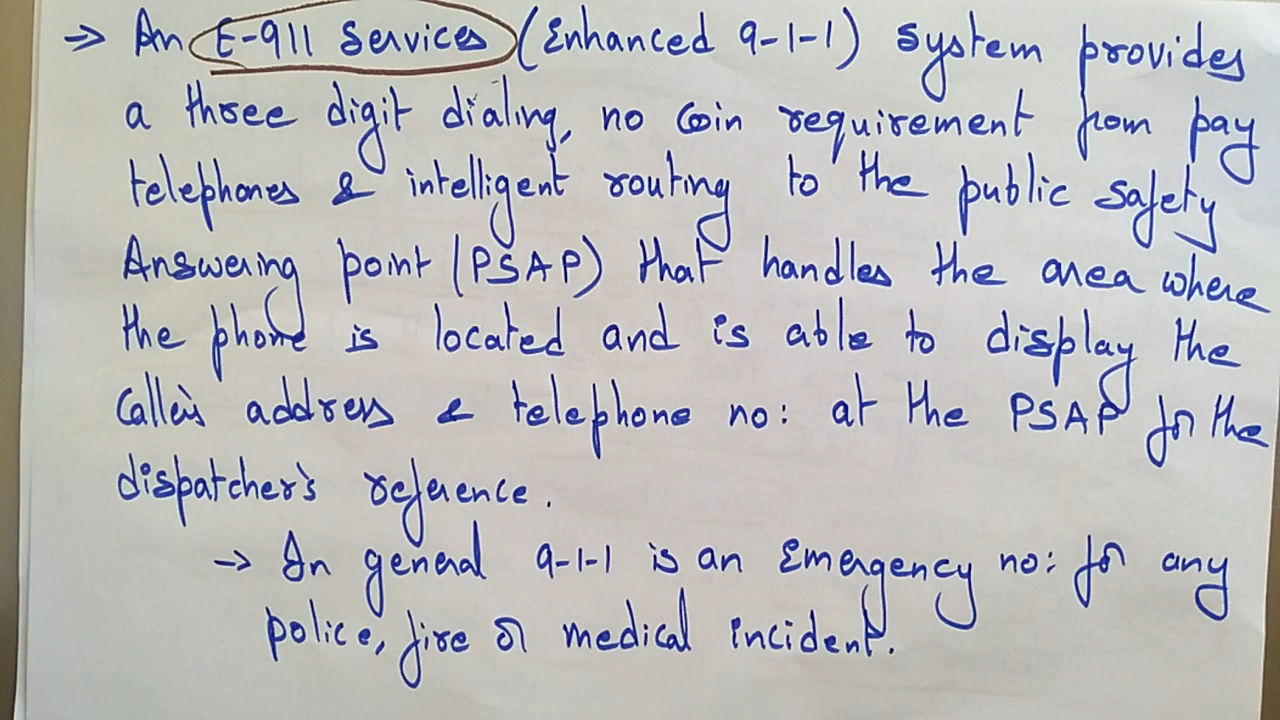 → An E-911 Services (Enhanced 9-1-1) system provides
a three digit dialing, no coin requirement from pay
telephones & intelligent routing to the public safety
Answering point (PSAP) that handles the area where
the phone is located and is able to display the
Caller's address & telephone no: at the PSAP for the
dispatcher's reference.
→ In general 9-1-1 is an Emergency no: for any
police, fire or medical incident.